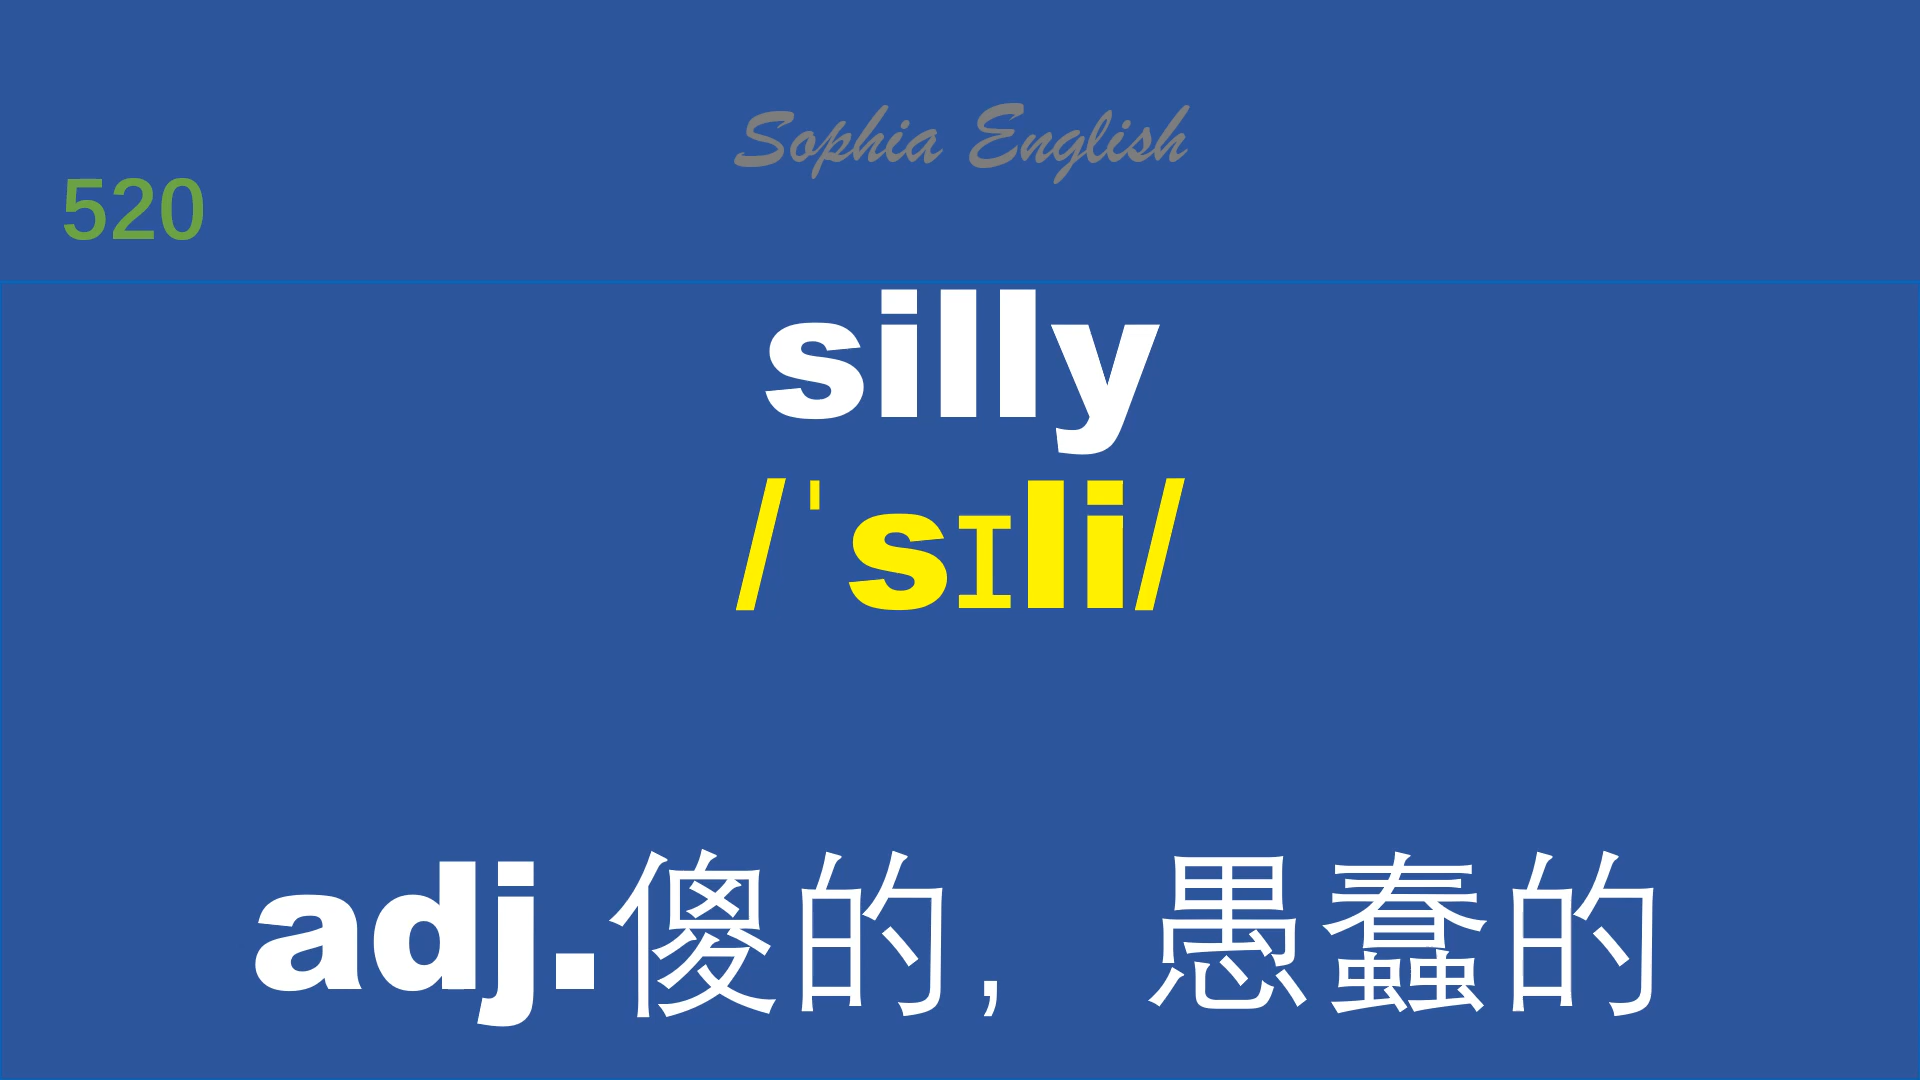 Sophia English
520
silly
/ˈsɪli/
adj.傻的, 愚蠢的